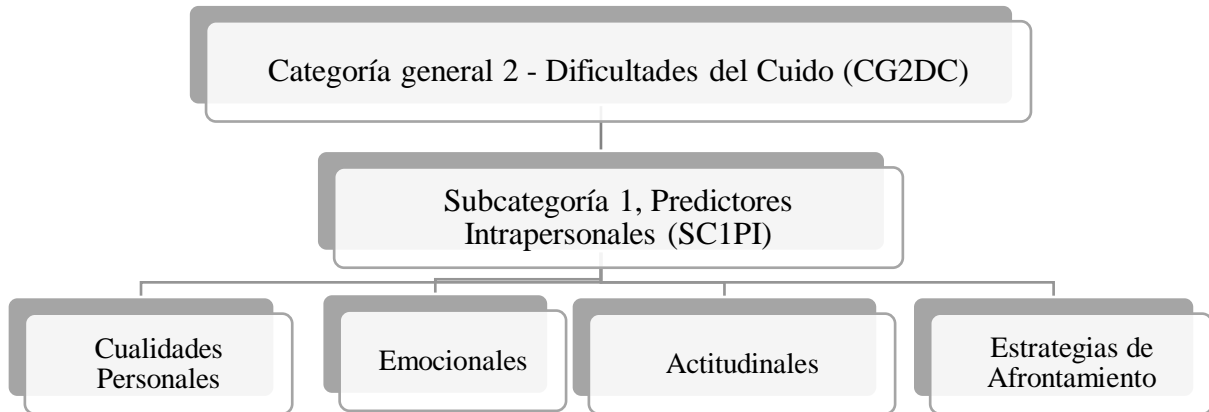 Categoría general 2 - Dificultades del Cuido (CG2DC)
Subcategoría 1, Predictores
Intrapersonales (SC1PI)
Cualidades
Personales
Emocionales
Actitudinales
Estrategias de
Afrontamiento